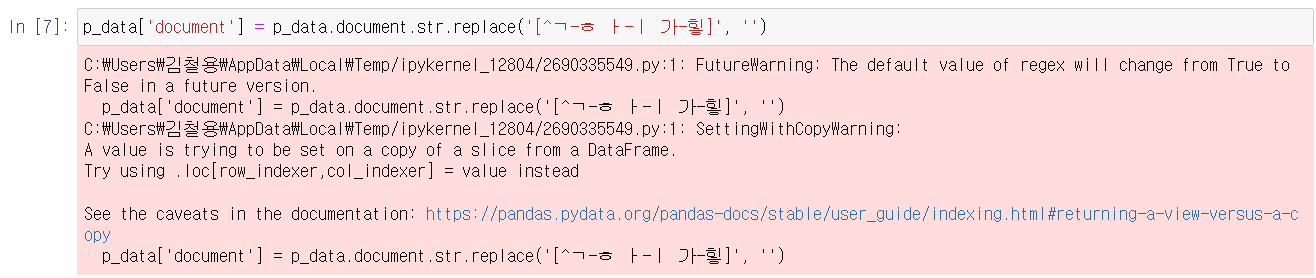 In [7]: p_data['document'] = p_data.document.str.replace('[^ㄱ-ㅎ ㅏ-ㅣ 가-힣]', '')
C:₩Users₩김철용₩AppData₩Local₩Temp/ipykernel_12804/2690335549.py:1: FutureWarning: The default value of regex will change from True to
False in a future version.
  p_data['document'] = p_data.document.str.replace('[^ㄱ-ㅎ ㅏ-ㅣ 가-힣]', '')
C:₩Users₩김철용₩AppData₩Local₩Temp/ipykernel_12804/2690335549.py:1: SettingWithCopyWarning:
A value is trying to be set on a copy of a slice from a DataFrame.
Try using .loc[row_indexer,col_indexer] = value instead
See the caveats in the documentation: https://pandas.pydata.org/pandas-docs/stable/user_guide/indexing.html#returning-a-view-versus-a-c
opy
  p_data['document'] = p_data.document.str.replace('[^ㄱ-ㅎ ㅏ-ㅣ 가-힣]', '')